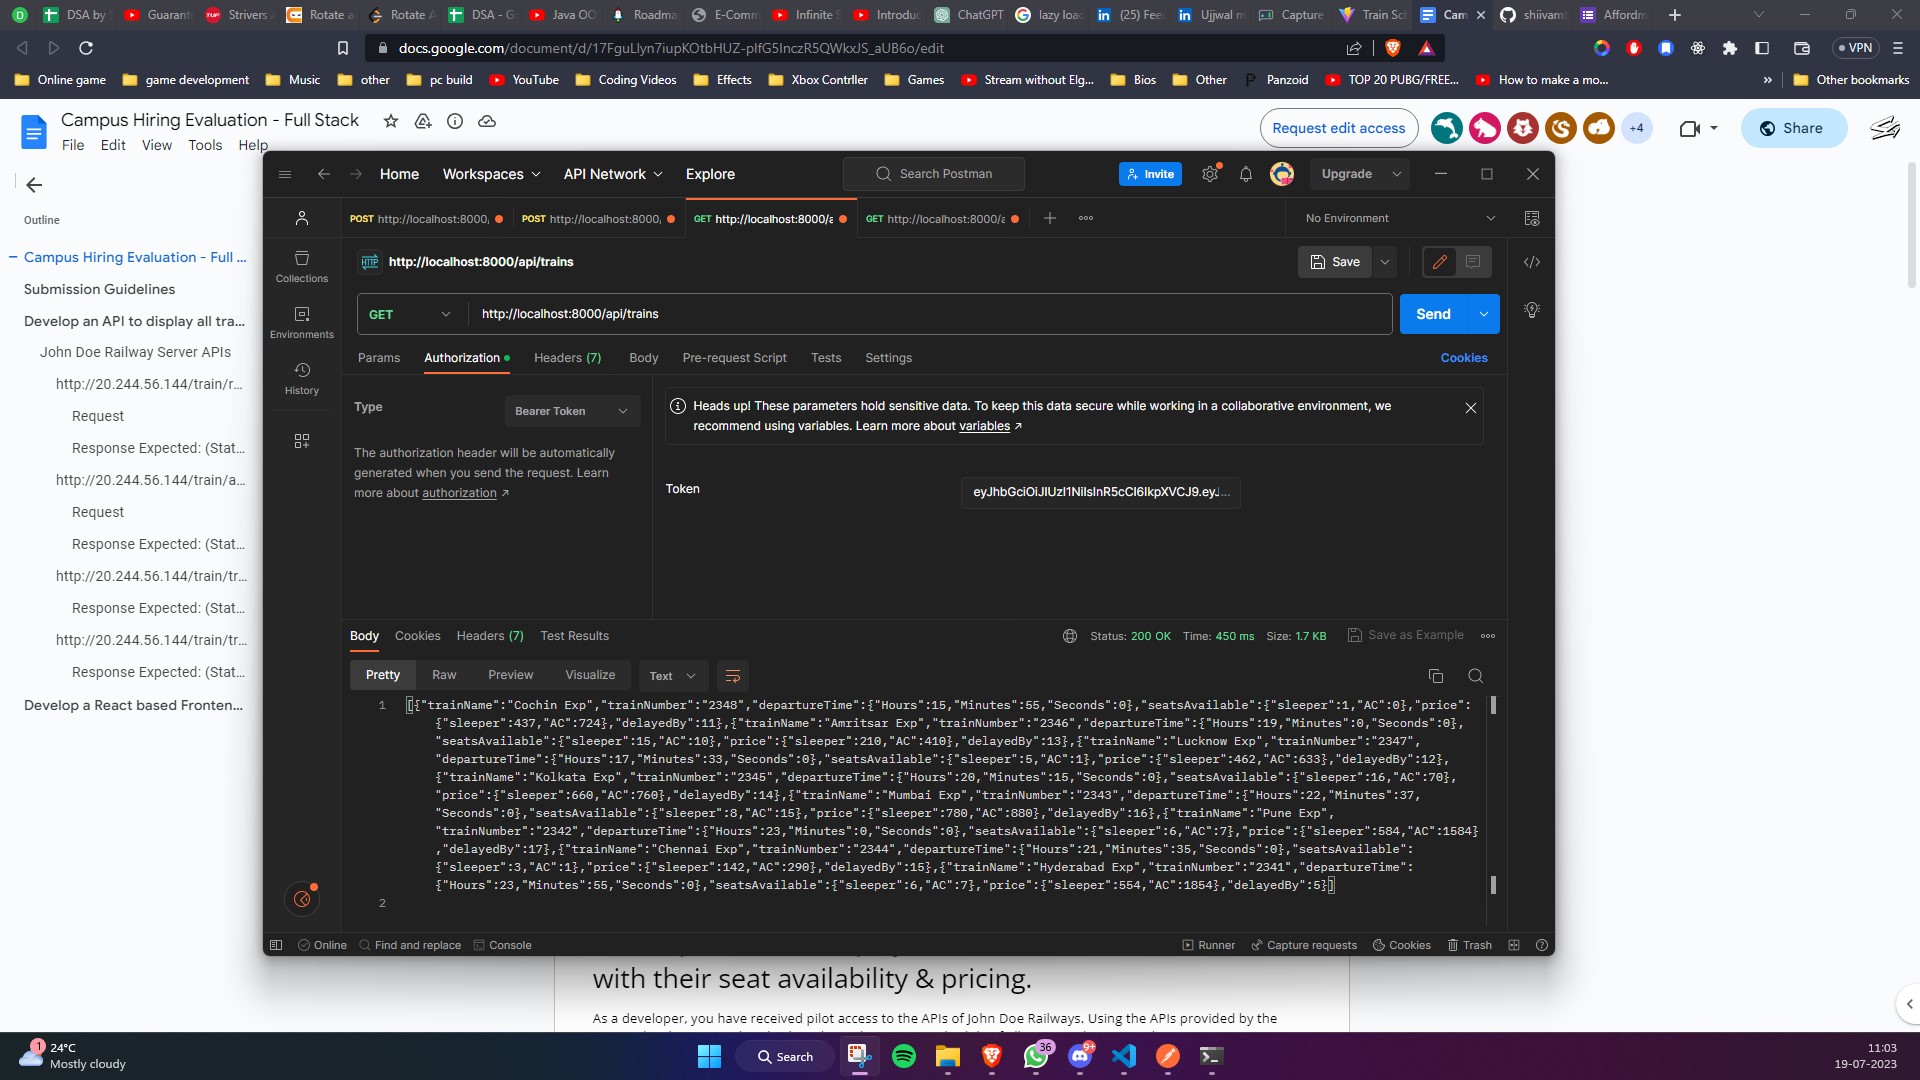 DSA by
Guarant
Strivers
Rotate a
Rotate A
DSA - G
Java OO
Roadma
E-Comm
Infinite S
Introduc
ChatGPT
lazy load
(25) Fee
Ujjwal m
Capture
Train Sc
Cam
shiivam
Affordm
docs.google.com/document/d/17FguLlyn7iupKOtbHUZ-plfG5InczR5QWkxJS_aUB6o/edit
VPN
Online game
game development
Music
other
pc build
YouTube
Coding Videos
Effects
Xbox Contrller
Games
Stream without Elg...
Bios
Other
Panzoid
TOP 20 PUBG/FREE...
How to make a mo...
Other bookmarks
Campus Hiring Evaluation - Full Stack
File Edit View Tools Help
Request edit access
+4
Share
Outline
Campus Hiring Evaluation - Full ...
Submission Guidelines
Develop an API to display all tra...
John Doe Railway Server APIs
http://20.244.56.144/train/r...
Request
Response Expected: (Stat...
http://20.244.56.144/train/a...
Request
Response Expected: (Stat...
http://20.244.56.144/train/tr...
Response Expected: (Stat...
http://20.244.56.144/train/tr...
Response Expected: (Stat...
Develop a React based Fronten...
Home Workspaces API Network Explore
Search Postman
Invite
Upgrade
POST http://localhost:8000/
POST http://localhost:8000/
GET http://localhost:8000/a
GET http://localhost:8000/a
No Environment
Collections
Environments
History
HTTP http://localhost:8000/api/trains
Save
GET http://localhost:8000/api/trains
Send
Params Authorization Headers (7) Body Pre-request Script Tests Settings
Cookies
Type
Bearer Token
The authorization header will be automatically
generated when you send the request. Learn
more about authorization ↗
Heads up! These parameters hold sensitive data. To keep this data secure while working in a collaborative environment, we
recommend using variables. Learn more about variables ↗
Token
eyJhbGciOiJIUzI1NiIsInR5cCI6IkpXVCJ9.eyJ...
Body Cookies Headers (7) Test Results
Status: 200 OK Time: 450 ms Size: 1.7 KB
Save as Example
Pretty Raw Preview Visualize Text
1 [{"trainName":"Cochin Exp","trainNumber":"2348","departureTime":{"Hours":15,"Minutes":55,"Seconds":0},"seatsAvailable":{"sleeper":1,"AC":0},"price":
{"sleeper":437,"AC":724},"delayedBy":11},{"trainName":"Amritsar Exp","trainNumber":"2346","departureTime":{"Hours":19,"Minutes":0,"Seconds":0},
"seatsAvailable":{"sleeper":15,"AC":10},"price":{"sleeper":210,"AC":410},"delayedBy":13},{"trainName":"Lucknow Exp","trainNumber":"2347",
"departureTime":{"Hours":17,"Minutes":33,"Seconds":0},"seatsAvailable":{"sleeper":5,"AC":1},"price":{"sleeper":462,"AC":633},"delayedBy":12},
{"trainName":"Kolkata Exp","trainNumber":"2345","departureTime":{"Hours":20,"Minutes":15,"Seconds":0},"seatsAvailable":{"sleeper":16,"AC":70},
"price":{"sleeper":660,"AC":760},"delayedBy":14},{"trainName":"Mumbai Exp","trainNumber":"2343","departureTime":{"Hours":22,"Minutes":37,
"Seconds":0},"seatsAvailable":{"sleeper":8,"AC":15},"price":{"sleeper":780,"AC":880},"delayedBy":16},{"trainName":"Pune Exp",
"trainNumber":"2342","departureTime":{"Hours":23,"Minutes":0,"Seconds":0},"seatsAvailable":{"sleeper":6,"AC":7},"price":{"sleeper":584,"AC":1584}
,"delayedBy":17},{"trainName":"Chennai Exp","trainNumber":"2344","departureTime":{"Hours":21,"Minutes":35,"Seconds":0},"seatsAvailable":
{"sleeper":3,"AC":1},"price":{"sleeper":142,"AC":290},"delayedBy":15},{"trainName":"Hyderabad Exp","trainNumber":"2341","departureTime":
{"Hours":23,"Minutes":55,"Seconds":0},"seatsAvailable":{"sleeper":6,"AC":7},"price":{"sleeper":554,"AC":1854},"delayedBy":5}]
2
Online Find and replace Console
Runner Capture requests Cookies Trash
with their seat availability & pricing.
As a developer, you have received pilot access to the APIs of John Doe Railways. Using the APIs provided by the
1
24°C
Mostly cloudy
Search
36
9+
11:03
19-07-2023